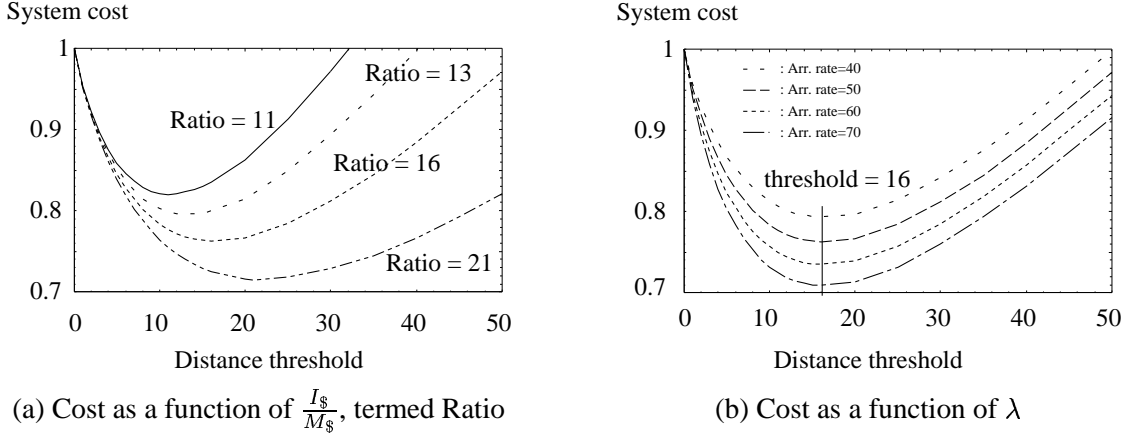 System cost
1
0.9
0.8
0.7
Ratio = 13
Ratio = 11
Ratio = 16
Ratio = 21
0 10 20 30 40 50
Distance threshold
(a) Cost as a function of I$/M$, termed Ratio
System cost
1
0.9
0.8
0.7
: Arr. rate=40
: Arr. rate=50
: Arr. rate=60
: Arr. rate=70
threshold = 16
0 10 20 30 40 50
Distance threshold
(b) Cost as a function of λ